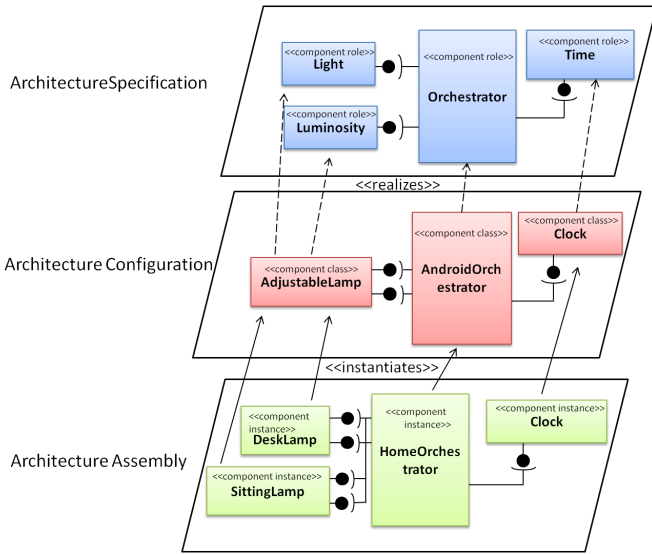 <<component role>>
Light
<<component role>>
Luminosity
<<component role>>
Orchestrator
<<component role>>
Time
ArchitectureSpecification
<<realizes>>
<<component class>>
AdjustableLamp
<<component class>>
AndroidOrch
estrator
<<component class>>
Clock
Architecture Configuration
<<instantiates>>
<<component
instance>>
DeskLamp
<<component instance>>
SittingLamp
<<component
instance>>
HomeOrches
trator
<<component instance>>
Clock
Architecture Assembly